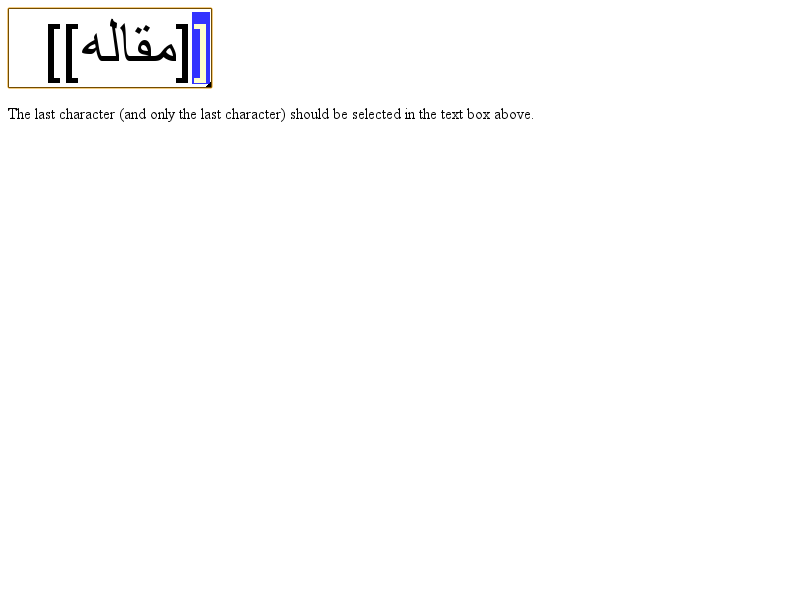 [[مقاله]]
The last character (and only the last character) should be selected in the text box above.